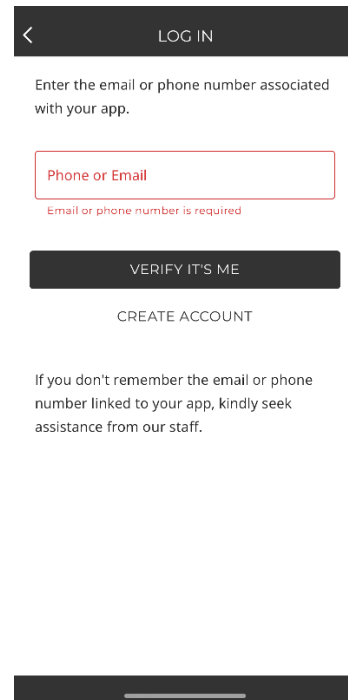 LOG IN
Enter the email or phone number associated
with your app.
Phone or Email
Email or phone number is required
VERIFY IT'S ME
CREATE ACCOUNT
If you don't remember the email or phone
number linked to your app, kindly seek
assistance from our staff.